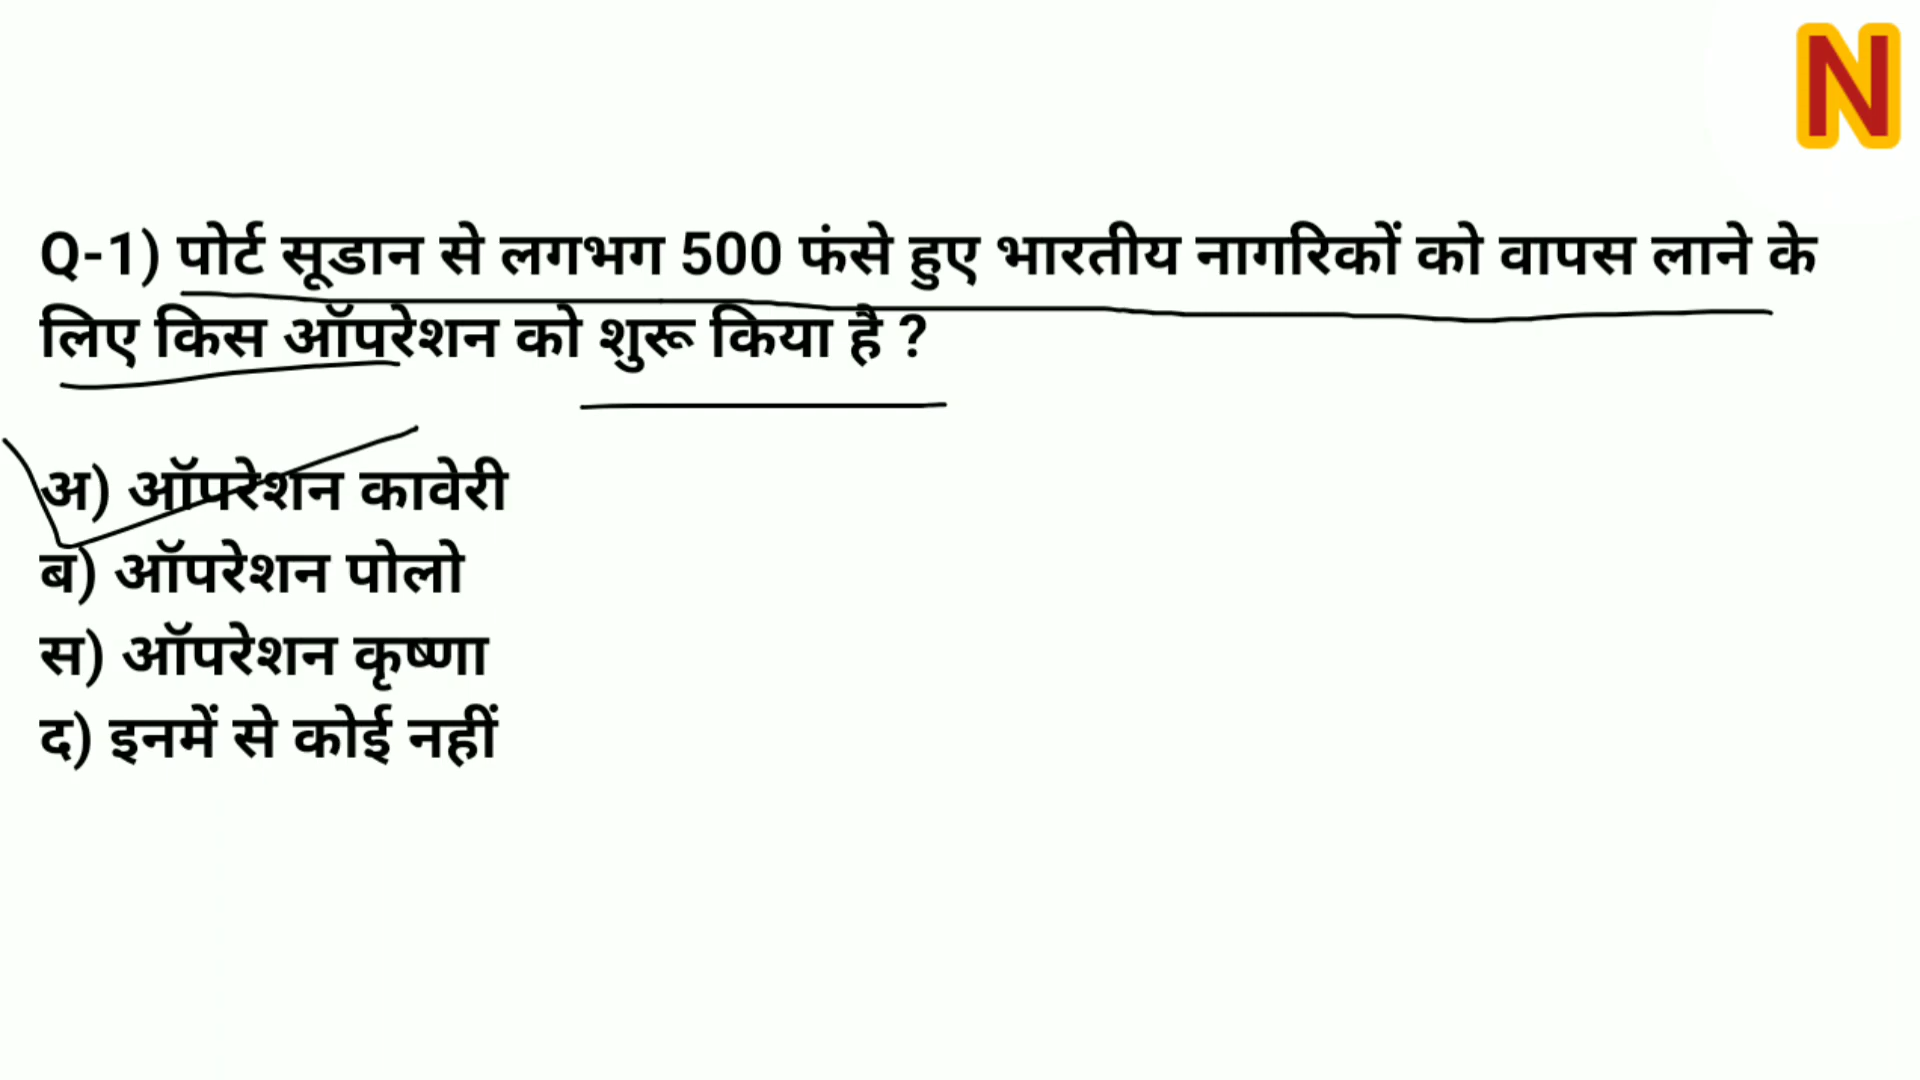 N
Q-1) पोर्ट सूडान से लगभग 500 फंसे हुए भारतीय नागरिकों को वापस लाने के
लिए किस ऑपरेशन को शुरू किया है ?
अ) ऑपरेशन कावेरी
ब) ऑपरेशन पोलो
स) ऑपरेशन कृष्णा
द) इनमें से कोई नहीं